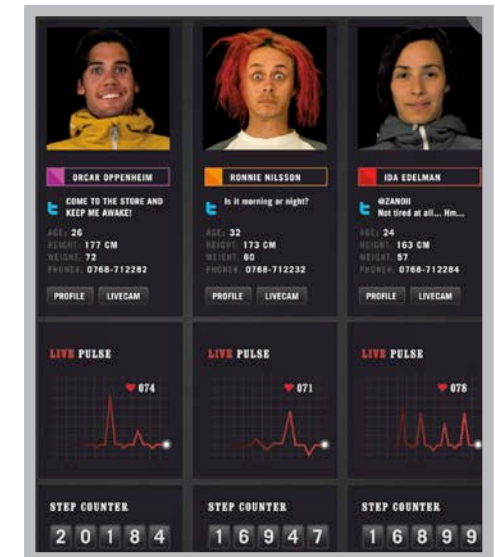 ORCAR OPPENHEIM
COME TO THE STORE AND
KEEP ME AWAKE!
AGE: 26
HEIGHT: 177 CM
WEIGHT: 72
PHONE#: 0768-712282
PROFILE LIVECAM
LIVE PULSE
074
STEP COUNTER
20184
RONNIE NILSSON
Is it morning or night?
AGE: 32
HEIGHT: 173 CM
WEIGHT: 60
PHONE#: 0768-712232
PROFILE LIVECAM
LIVE PULSE
071
STEP COUNTER
16947
IDA EDELMAN
@ZANOII
Not tired at all... Hm...
AGE: 24
HEIGHT: 163 CM
WEIGHT: 57
PHONE#: 0768-712284
PROFILE LIVECAM
LIVE PULSE
078
STEP COUNTER
16899